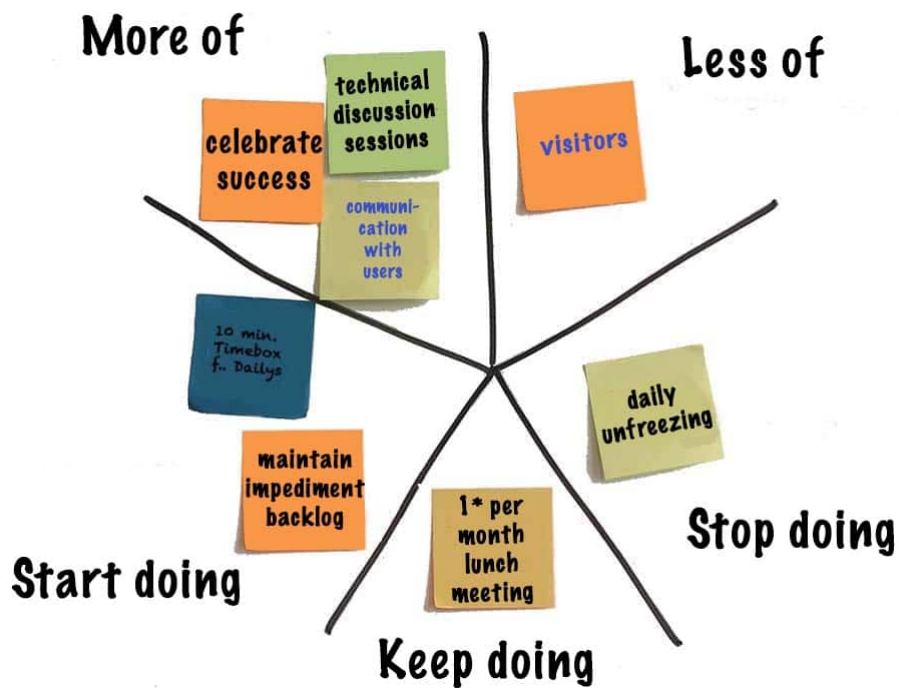 More of
Less of
technical
discussion
sessions
celebrate
success
visitors
communi-
cation
with
users
10 min.
Timebox
f.. Dailys
daily
unfreezing
maintain
impediment
backlog
1* per
month
lunch
meeting
Stop doing
Start doing
Keep doing